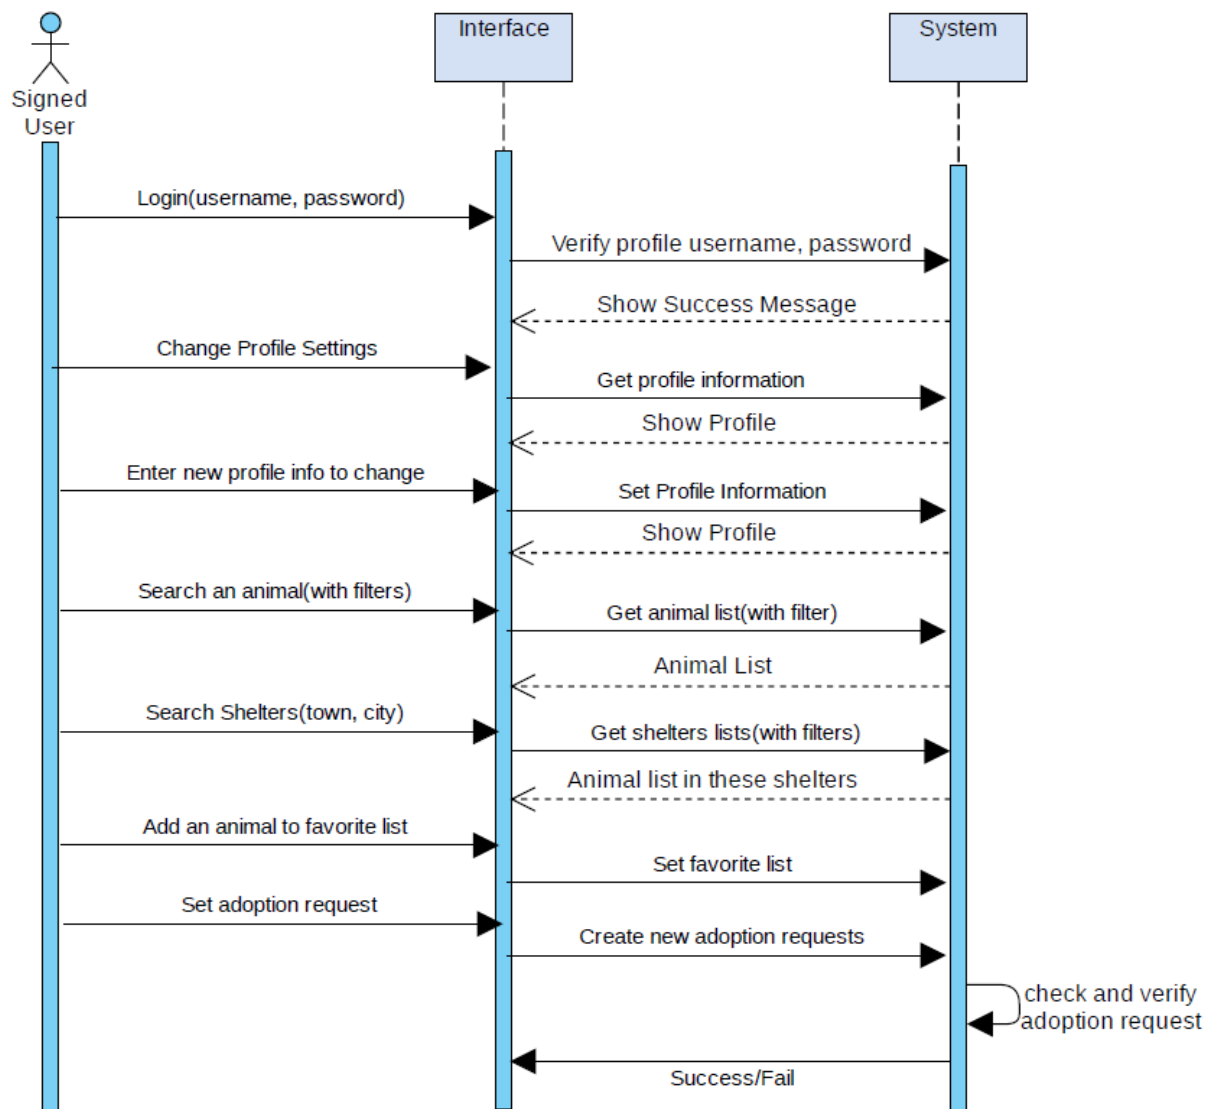 Interface
System
Signed
User
Login(username, password)
Verify profile username, password
Show Success Message
Change Profile Settings
Get profile information
Show Profile
Enter new profile info to change
Set Profile Information
Show Profile
Search an animal(with filters)
Get animal list(with filter)
Animal List
Search Shelters(town, city)
Get shelters lists(with filters)
Animal list in these shelters
Add an animal to favorite list
Set favorite list
Set adoption request
Create new adoption requests
check and verify
adoption request
Success/Fail